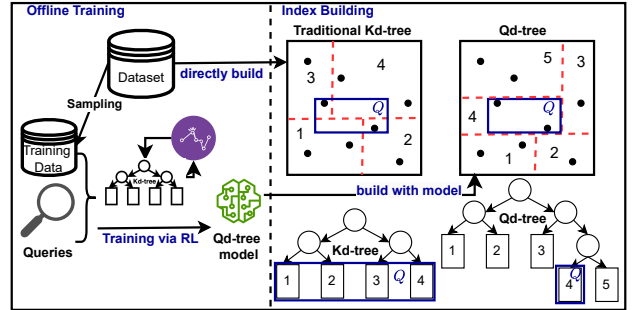 Offline Training
Index Building
Traditional Kd-tree
Qd-tree
Dataset
directly build
Sampling
Training
Data
Kd-tree
Queries
Training via RL
Qd-tree
model
build with model
3
4
Q
1
2
5
3
Q
4
1
2
Kd-tree
1
2
3
Q
4
Qd-tree
1
2
3
Q
4
5